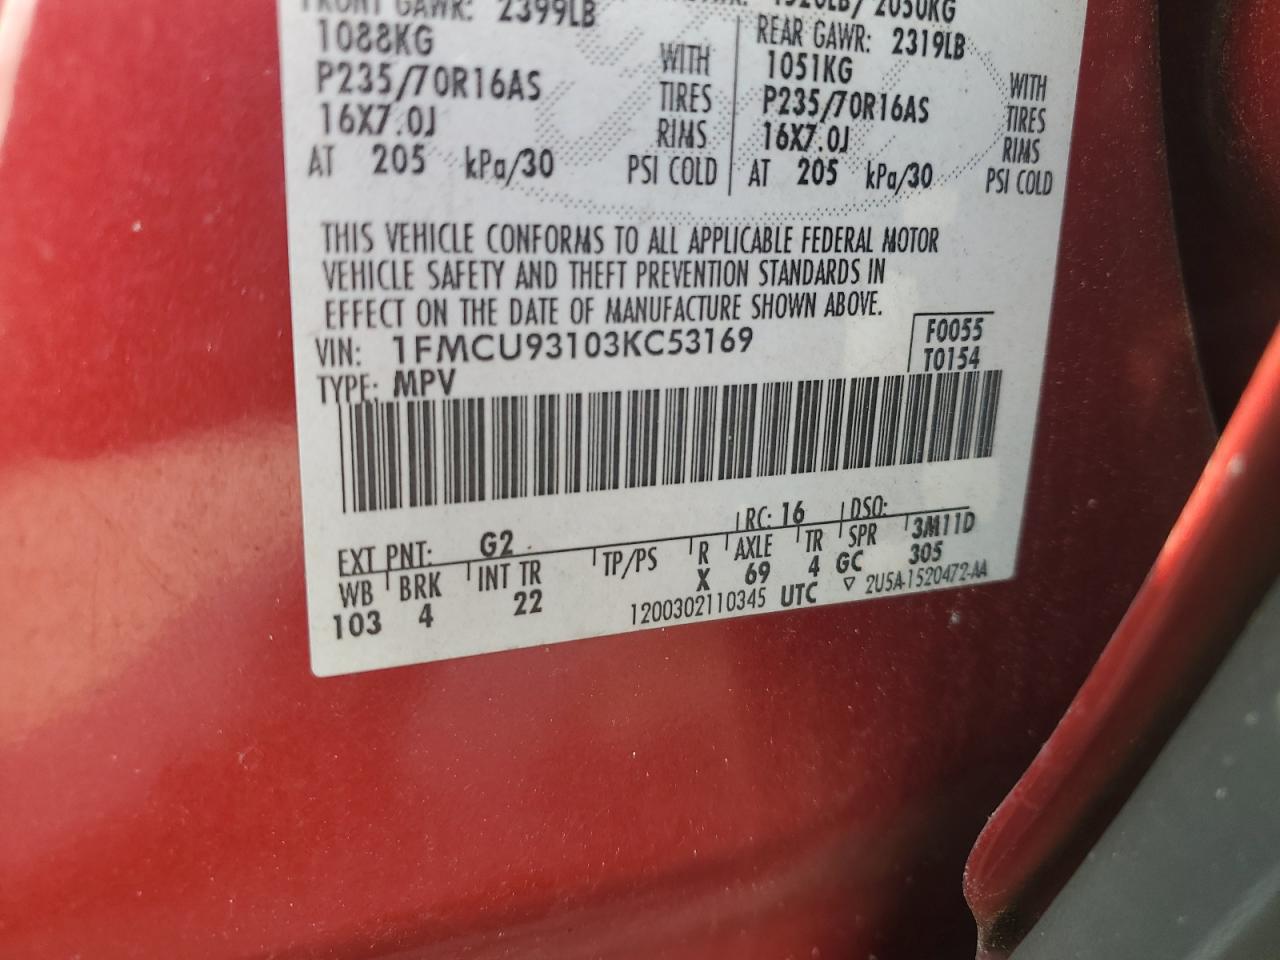 FRONT GAWR: 2399LB
1088KG WITH
P235/70R16AS TIRES
16X7.0J RIMS
AT 205 kPa/30 PSI COLD
2050KG
REAR GAWR: 2319LB
1051KG WITH
P235/70R16AS TIRES
16X7.0J RIMS
AT 205 kPa/30 PSI COLD
THIS VEHICLE CONFORMS TO ALL APPLICABLE FEDERAL MOTOR
VEHICLE SAFETY AND THEFT PREVENTION STANDARDS IN
EFFECT ON THE DATE OF MANUFACTURE SHOWN ABOVE.
VIN: 1FMCU93103KC53169
F0055
T0154
TYPE: MPV
EXT PNT: G2 RC: 16 DSO:
WB BRK INT TR TP/PS R AXLE TR SPR 3M11D
103 4 22 X 69 4 GC 305
1200302110345 UTC ▽ 2U5A-1520472-AA